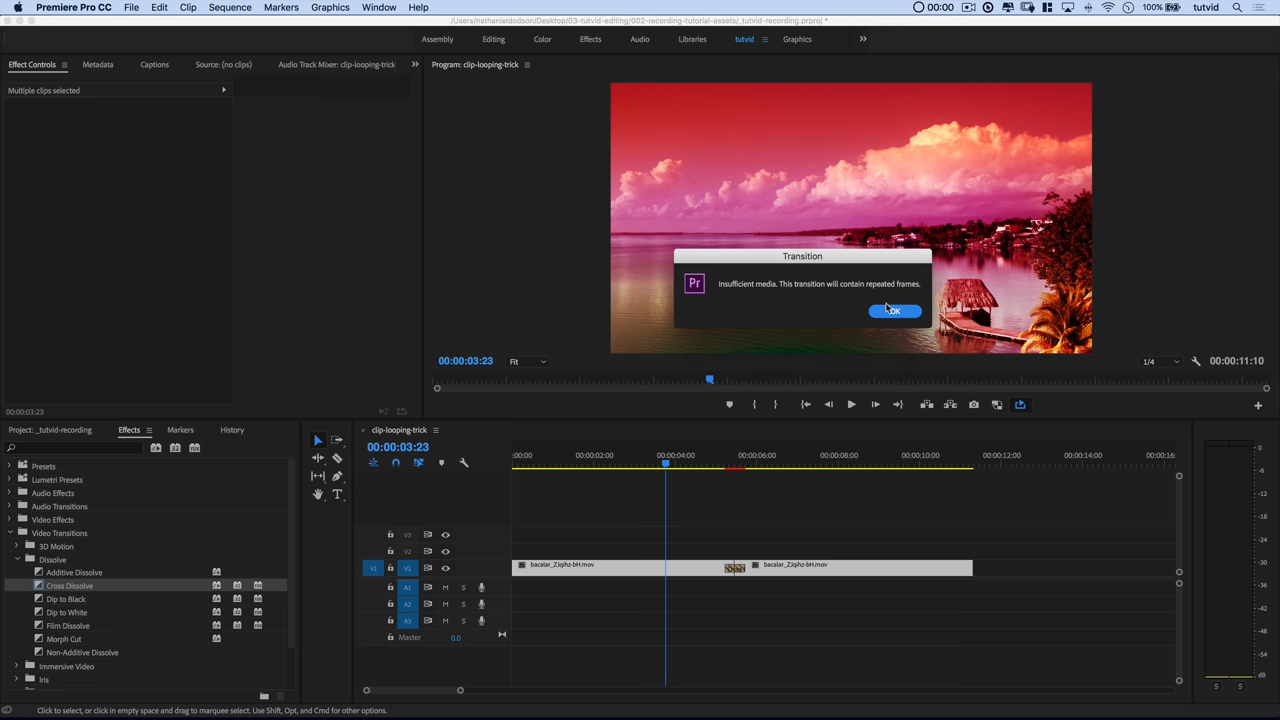 Premiere Pro CC File Edit Clip Sequence Markers Graphics Window Help 00:00 100% tutvid
/Users/nathanieldodson/Desktop/03-tutvid-editing/002-recording-tutorial-assets/_tutvid-recording.prproj *
Assembly Editing Color Effects Audio Libraries tutvid Graphics
Effect Controls Metadata Captions Source: (no clips) Audio Track Mixer: clip-looping-trick Program: clip-looping-trick
Multiple clips selected
Transition
Pr Insufficient media. This transition will contain repeated frames.
OK
00:00:03:23 Fit 1/4 00:00:11:10
00:00:03:23
Project: _tutvid-recording Effects Markers History clip-looping-trick
00:00:03:23
:00:00 00:00:02:00 00:00:04:00 00:00:06:00 00:00:08:00 00:00:10:00 00:00:12:00 00:00:14:00 00:00:16:
Presets
Lumetri Presets
Audio Effects
Audio Transitions
Video Effects
Video Transitions
3D Motion
Dissolve
Additive Dissolve
Cross Dissolve
Dip to Black
Dip to White
Film Dissolve
Morph Cut
Non-Additive Dissolve
Immersive Video
Iris
V3
V2
V1 V1 bacalar_ZJqihz-bH.mov bacalar_ZJqihz-bH.mov
A1 M S
A2 M S
A3 M S
Master 0.0
0
-6
-12
-18
-24
-30
-36
-42
-48
-54
dB
S S
Click to select, or click in empty space and drag to marquee select. Use Shift, Opt, and Cmd for other options.